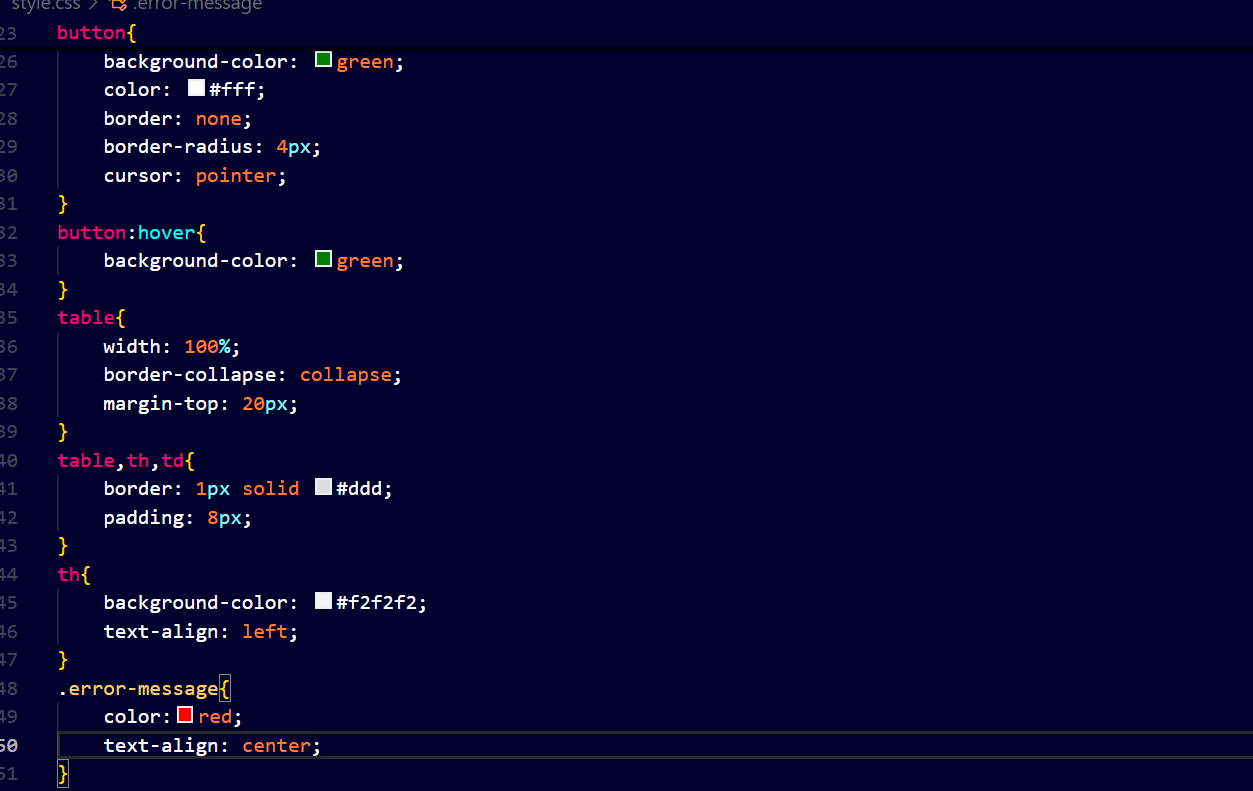 style.css > .error-message
23 button{
26 background-color: green;
27 color: #fff;
28 border: none;
29 border-radius: 4px;
30 cursor: pointer;
31 }
32 button:hover{
33 background-color: green;
34 }
35 table{
36 width: 100%;
37 border-collapse: collapse;
38 margin-top: 20px;
39 }
40 table,th,td{
41 border: 1px solid #ddd;
42 padding: 8px;
43 }
44 th{
45 background-color: #f2f2f2;
46 text-align: left;
47 }
48 .error-message{
49 color:red;
50 text-align: center;
51 }